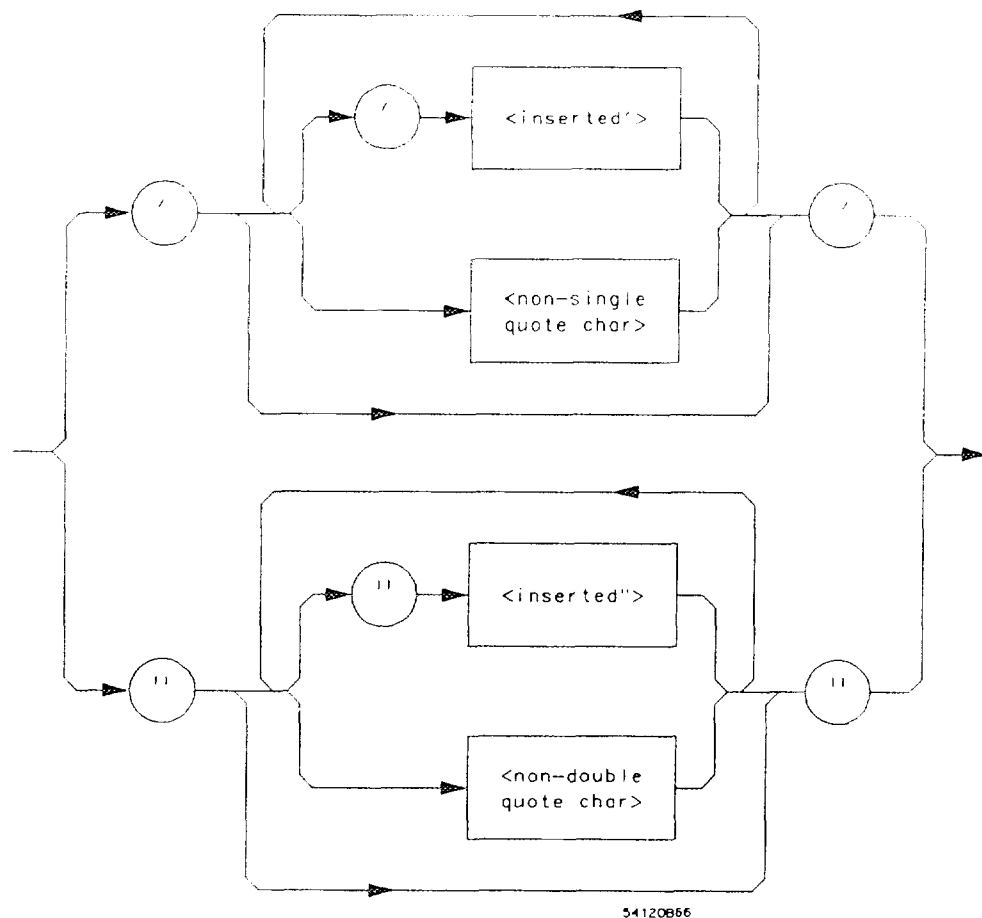 '
<inserted'>
'
'
<non-single
quote char>
"
<inserted">
"
"
<non-double
quote char>
54120B66